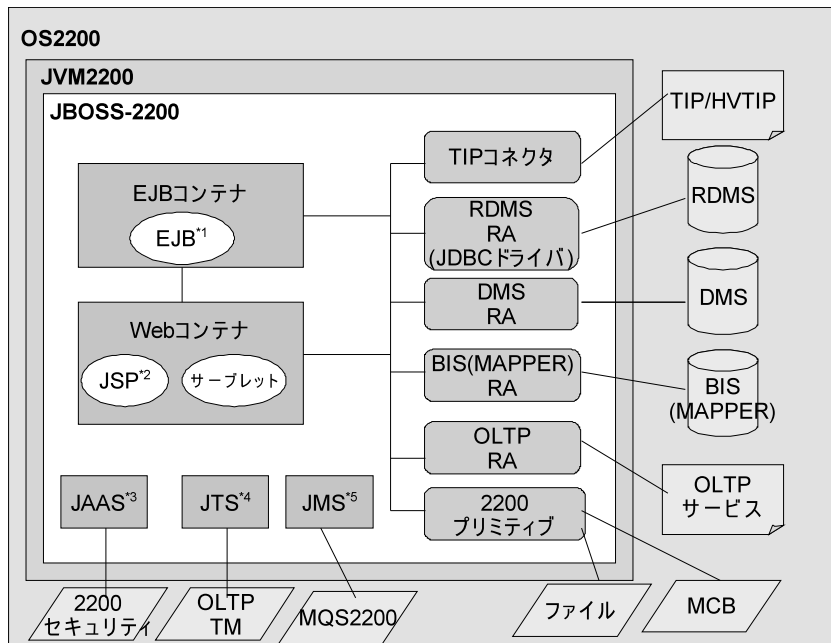 OS2200
JVM2200
JBOSS-2200
EJBコンテナ
EJB*1
Webコンテナ
JSP*2
サーブレット
JAAS*3
JTS*4
JMS*5
TIPコネクタ
RDMS
RA
(JDBCドライバ)
DMS
RA
BIS(MAPPER)
RA
OLTP
RA
2200
プリミティブ
TIP/HVTIP
RDMS
DMS
BIS
(MAPPER)
OLTP
サービス
2200
セキュリティ
OLTP
TM
MQS2200
ファイル
MCB